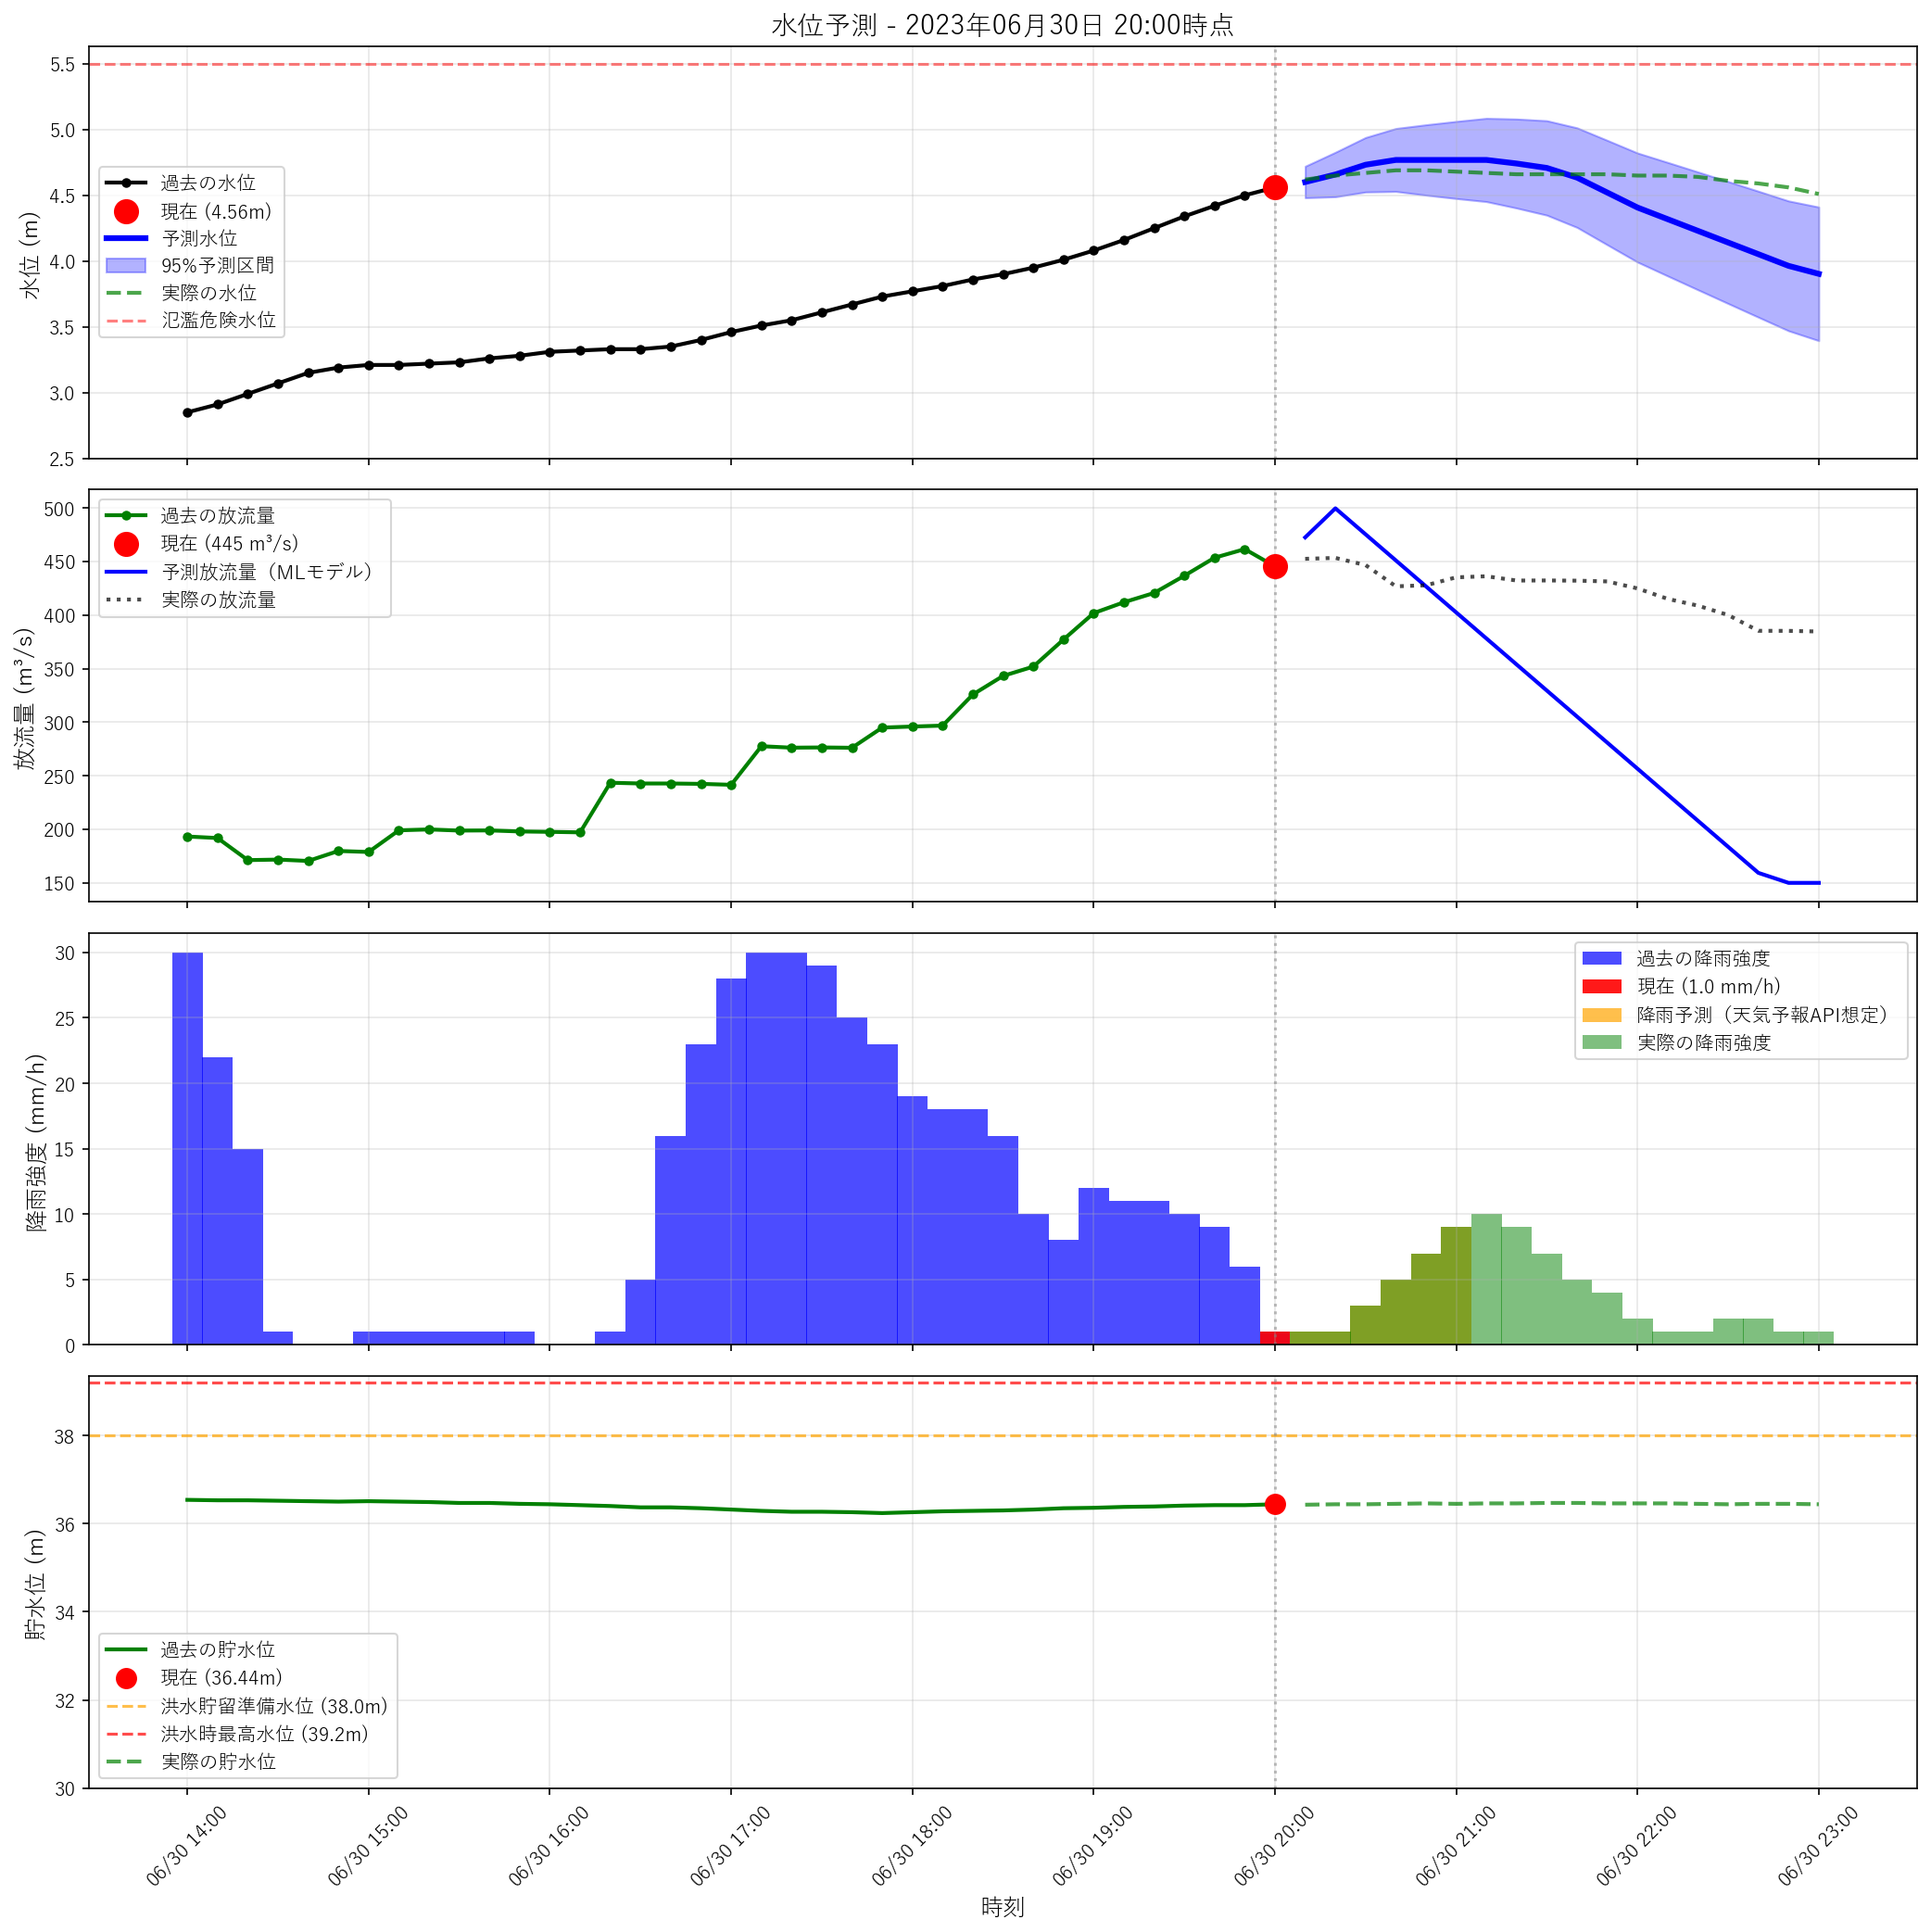 水位予測 - 2023年06月30日 20:00時点
水位 (m)
5.5
5.0
4.5
4.0
3.5
3.0
2.5
過去の水位
現在 (4.56m)
予測水位
95%予測区間
実際の水位
氾濫危険水位
放流量 (m³/s)
500
450
400
350
300
250
200
150
過去の放流量
現在 (445 m³/s)
予測放流量（MLモデル）
実際の放流量
降雨強度 (mm/h)
30
25
20
15
10
5
0
過去の降雨強度
現在 (1.0 mm/h)
降雨予測（天気予報API想定）
実際の降雨強度
貯水位 (m)
38
36
34
32
30
過去の貯水位
現在 (36.44m)
洪水貯留準備水位 (38.0m)
洪水時最高水位 (39.2m)
実際の貯水位
06/30 14:00
06/30 15:00
06/30 16:00
06/30 17:00
06/30 18:00
06/30 19:00
06/30 20:00
06/30 21:00
06/30 22:00
06/30 23:00
時刻